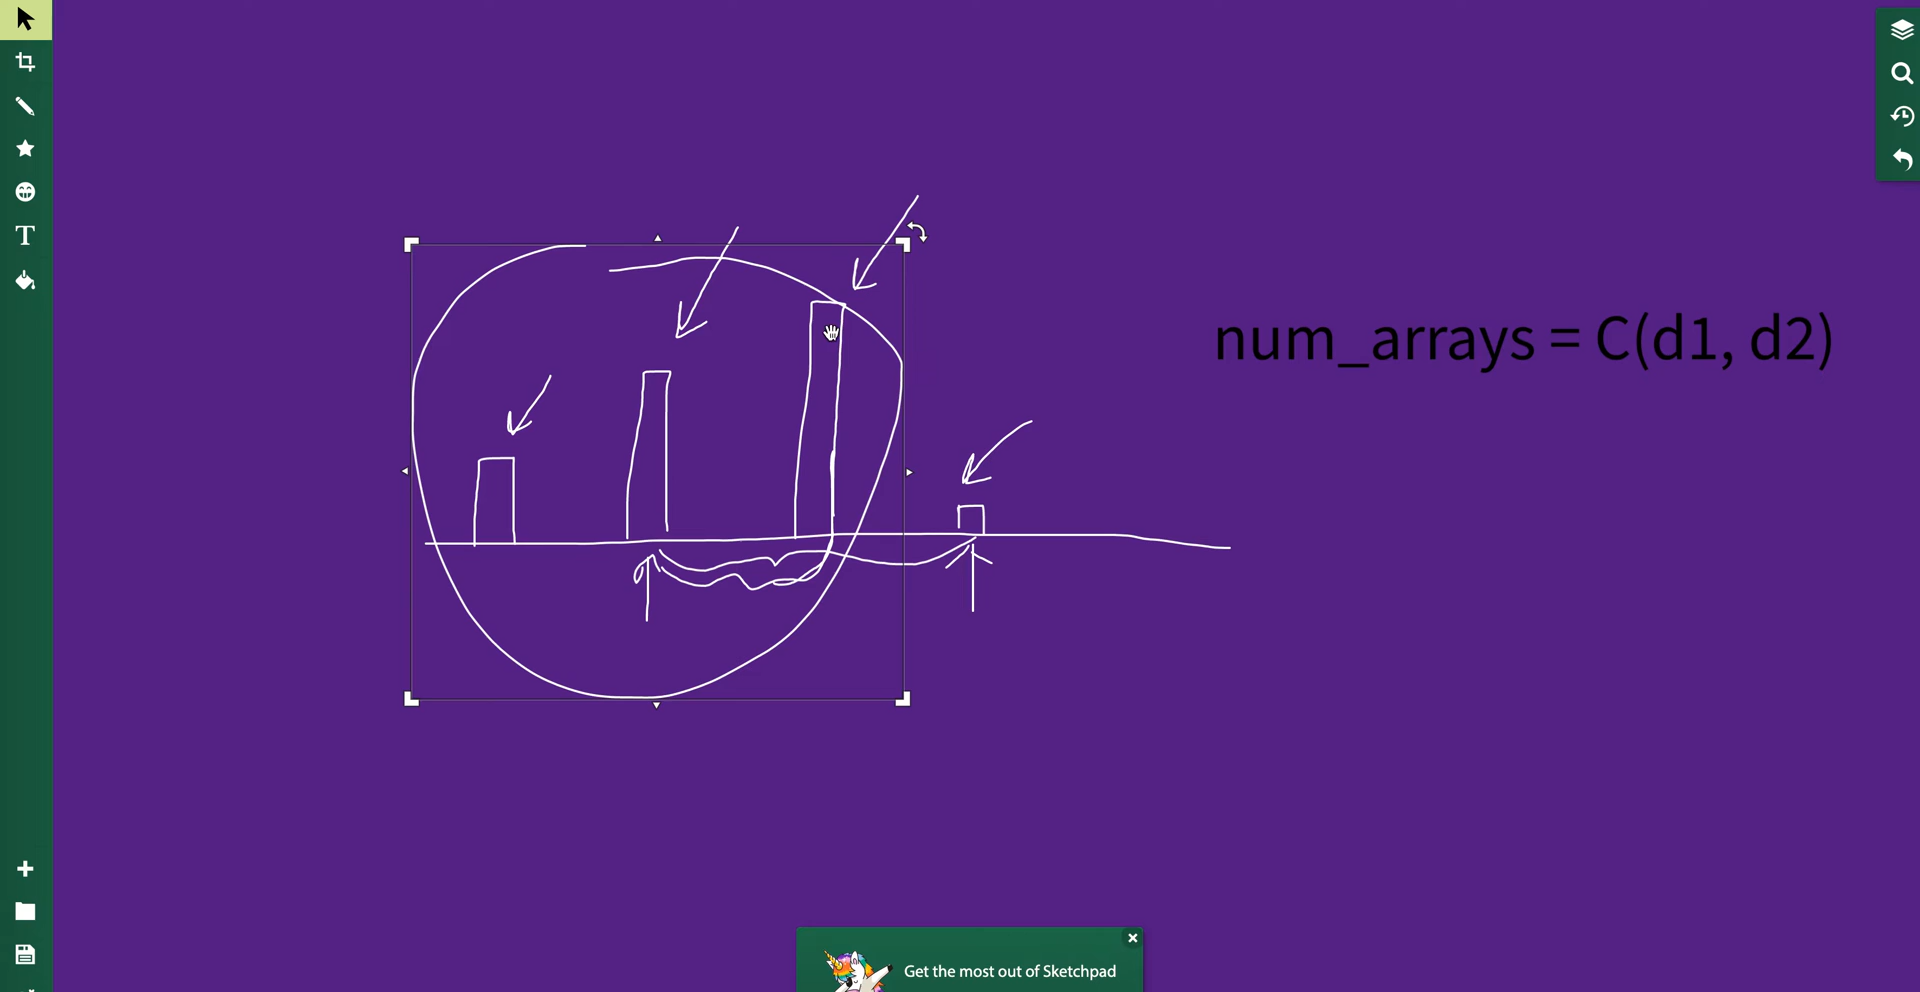 num_arrays = C(d1, d2)
T
Get the most out of Sketchpad